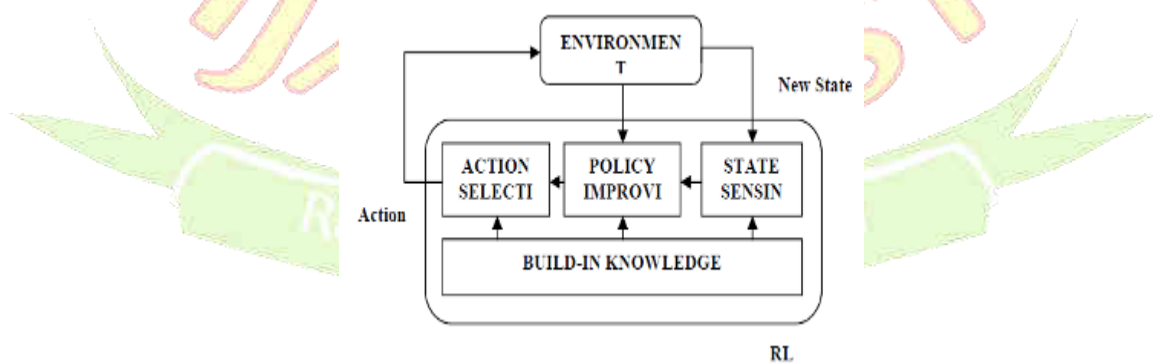 ENVIRONMEN
T
New State
ACTION
SELECTI
POLICY
IMPROVI
STATE
SENSIN
Action
BUILD-IN KNOWLEDGE
RL